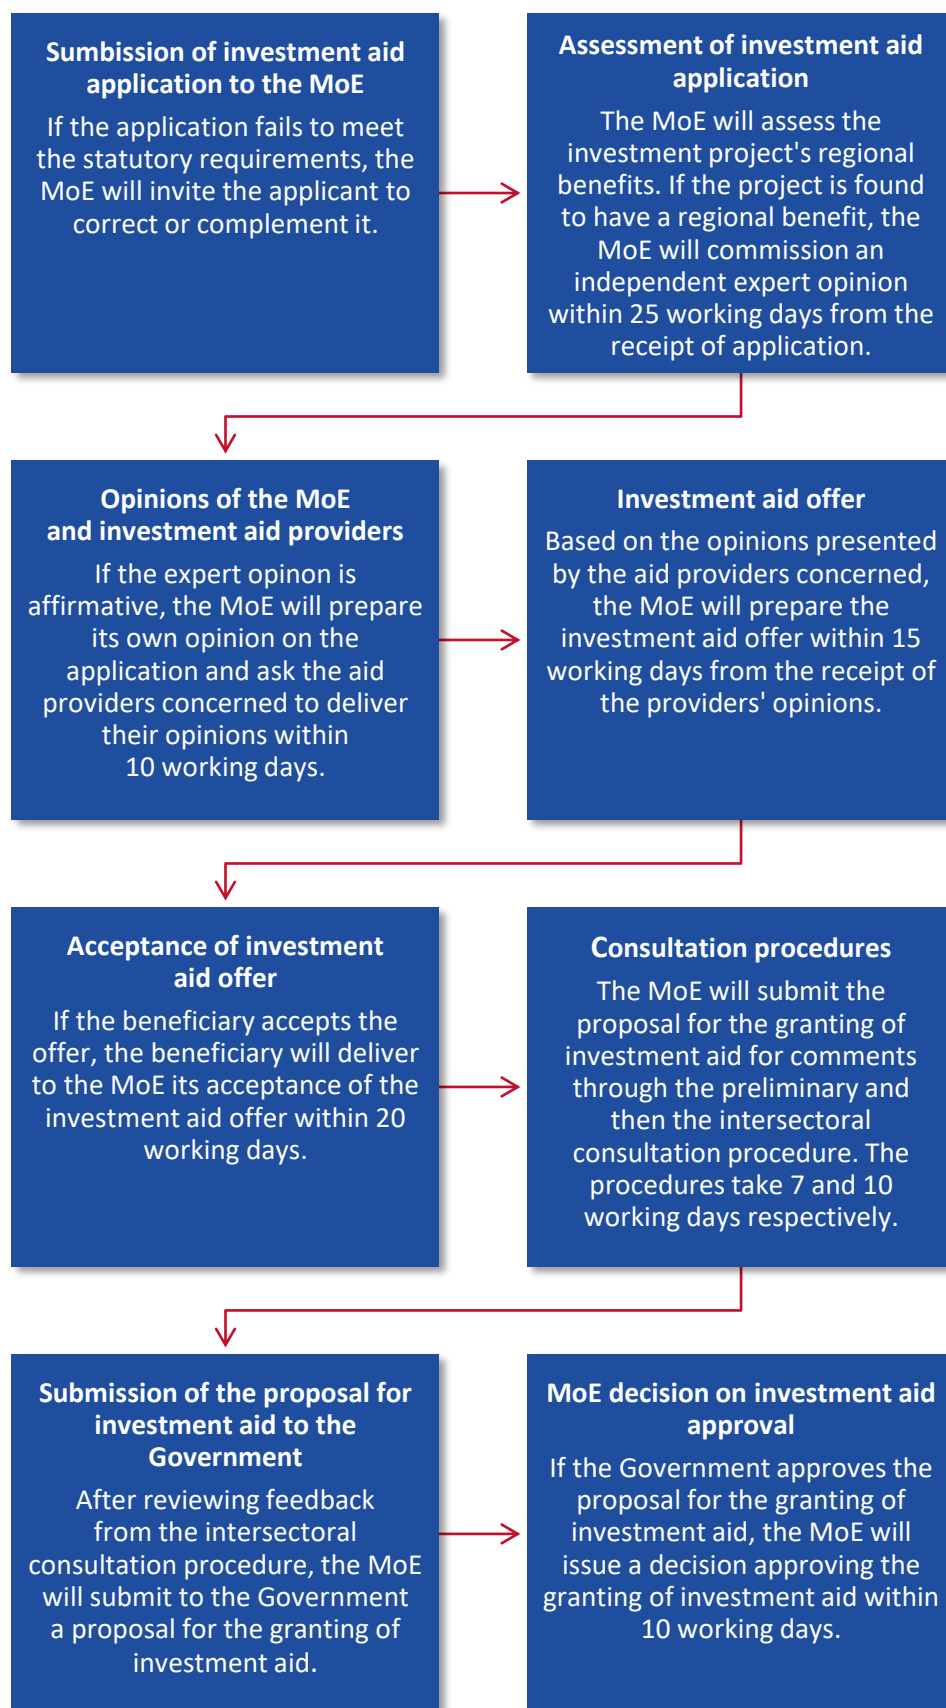 Sumbission of investment aid
application to the MoE
If the application fails to meet
the statutory requirements, the
MoE will invite the applicant to
correct or complement it.
Assessment of investment aid
application
The MoE will assess the
investment project's regional
benefits. If the project is found
to have a regional benefit, the
MoE will commission an
independent expert opinion
within 25 working days from the
receipt of application.
Opinions of the MoE
and investment aid providers
If the expert opinon is
affirmative, the MoE will prepare
its own opinion on the
application and ask the aid
providers concerned to deliver
their opinions within
10 working days.
Investment aid offer
Based on the opinions presented
by the aid providers concerned,
the MoE will prepare the
investment aid offer within 15
working days from the receipt of
the providers' opinions.
Acceptance of investment
aid offer
If the beneficiary accepts the
offer, the beneficiary will deliver
to the MoE its acceptance of the
investment aid offer within 20
working days.
Consultation procedures
The MoE will submit the
proposal for the granting of
investment aid for comments
through the preliminary and
then the intersectoral
consultation procedure. The
procedures take 7 and 10
working days respectively.
Submission of the proposal for
investment aid to the
Government
After reviewing feedback
from the intersectoral
consultation procedure, the MoE
will submit to the Government
a proposal for the granting of
investment aid.
MoE decision on investment aid
approval
If the Government approves the
proposal for the granting of
investment aid, the MoE will
issue a decision approving the
granting of investment aid within
10 working days.